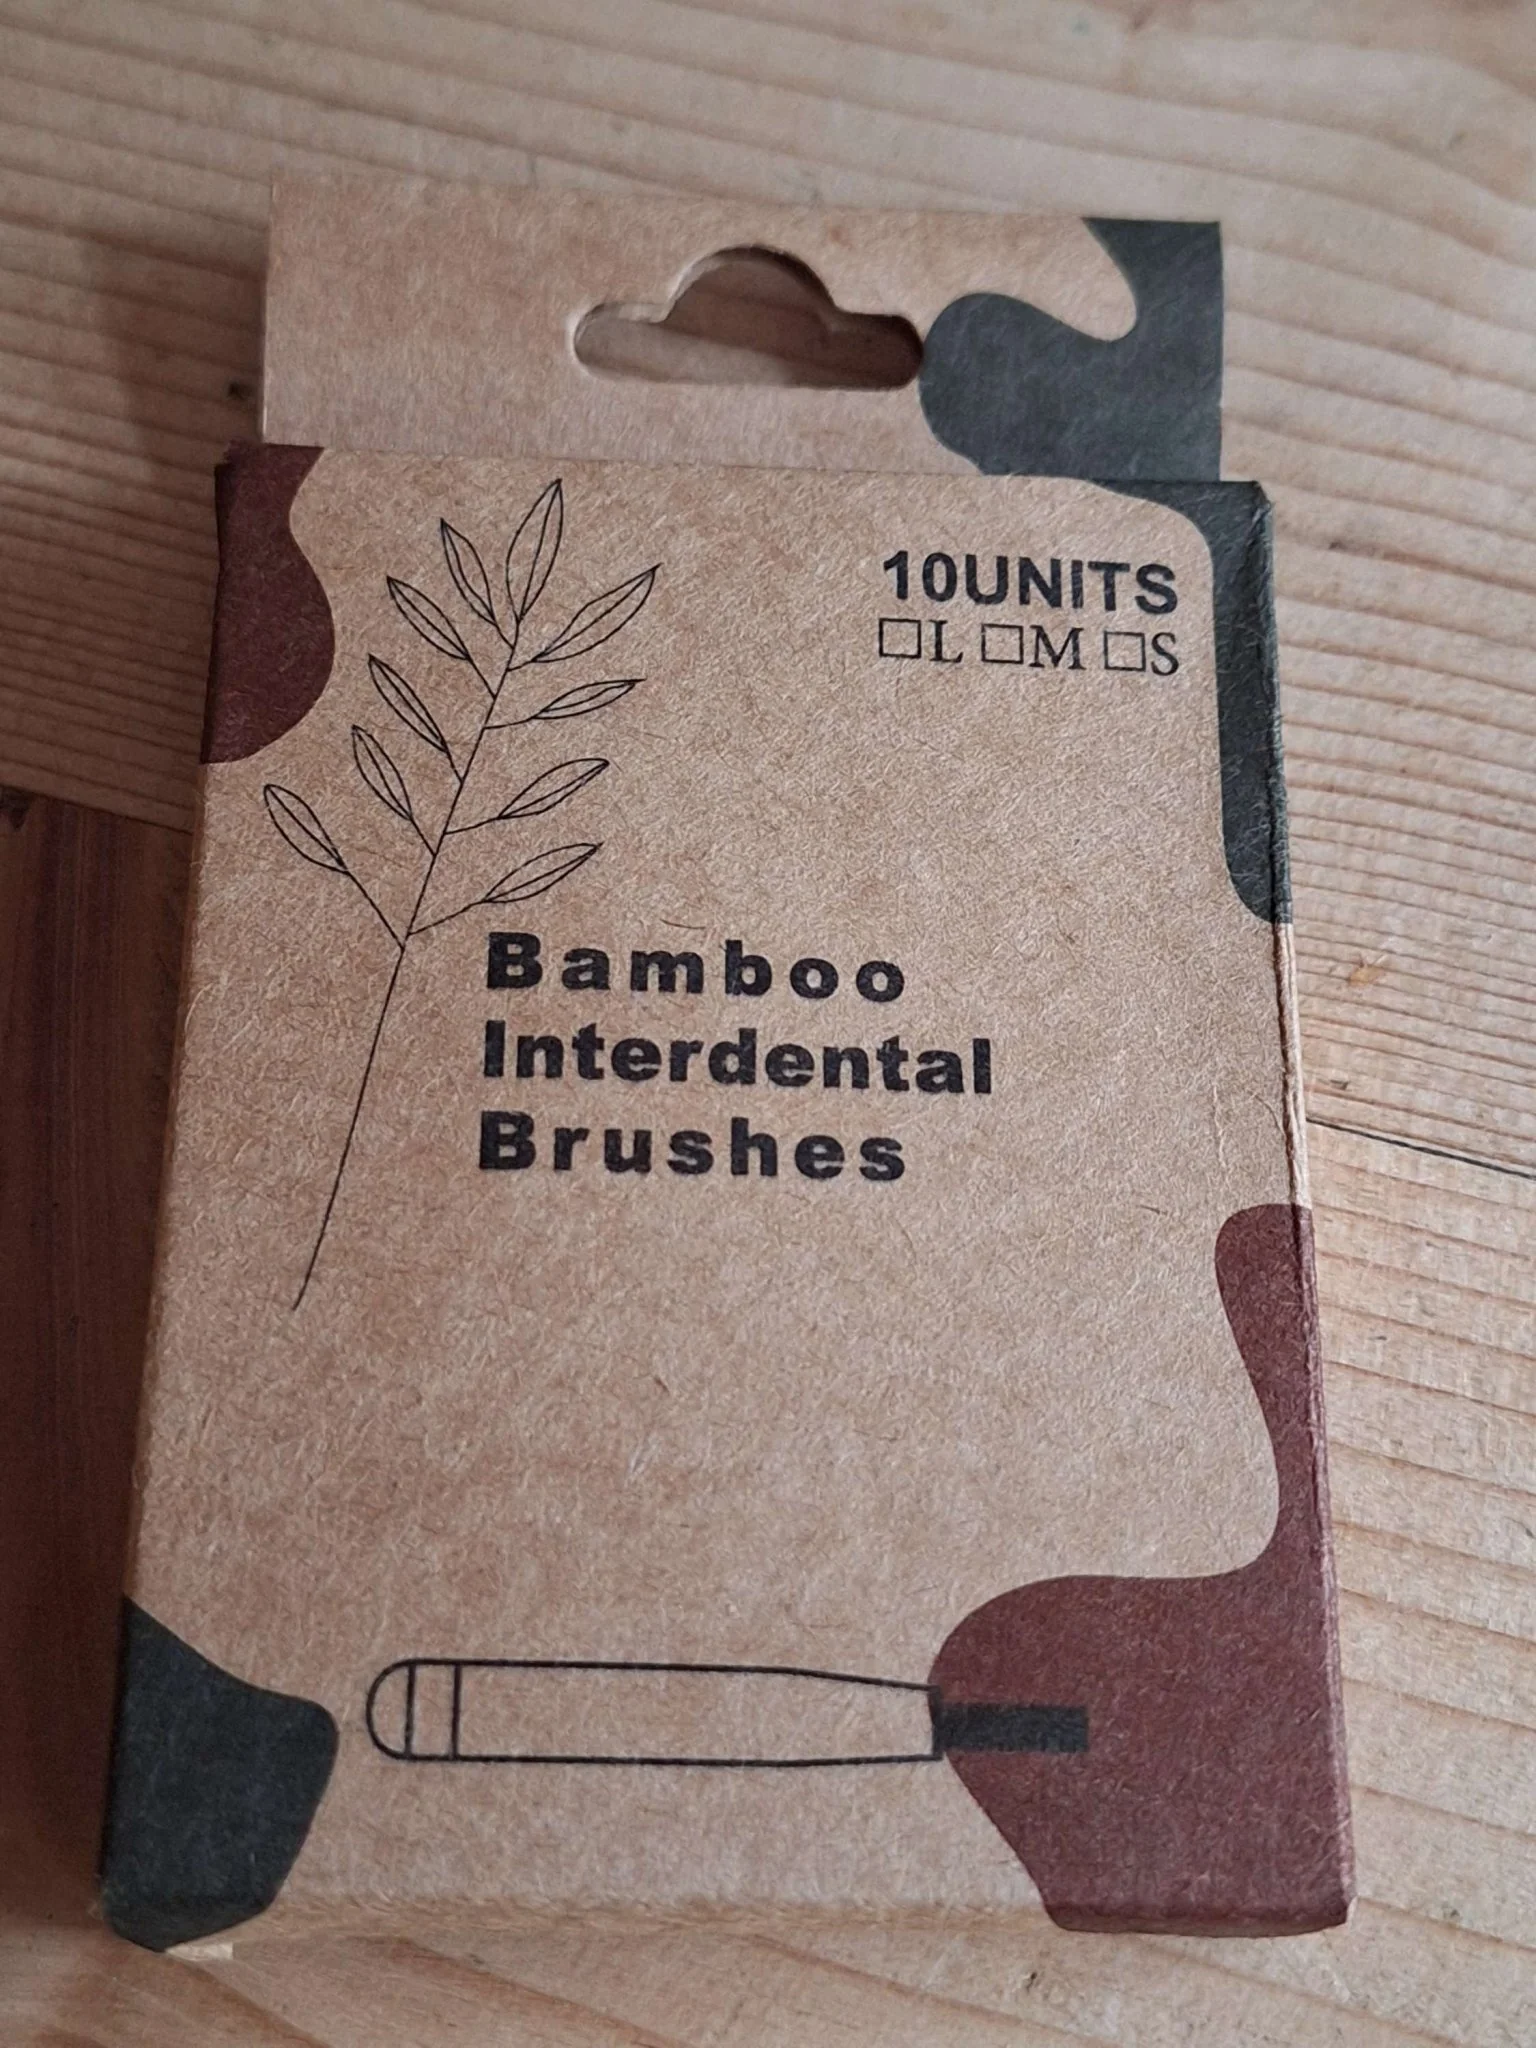 10UNITS
☐L ☐M ☐S
Bamboo
Interdental
Brushes